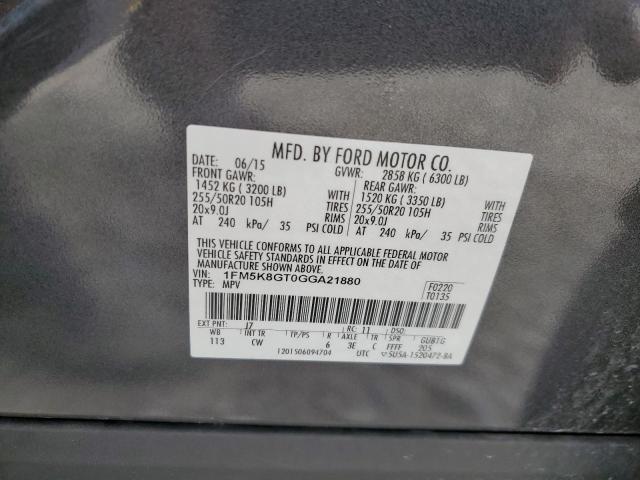 MFD. BY FORD MOTOR CO.
DATE: 06/15 GVWR: 2858 KG ( 6300 LB)
FRONT GAWR: REAR GAWR:
1452 KG ( 3200 LB) WITH 1520 KG ( 3350 LB) WITH
255/50R20 105H TIRES 255/50R20 105H TIRES
20x9.0J RIMS 20x9.0J RIMS
AT 240 kPa/ 35 PSI COLD AT 240 kPa/ 35 PSI COLD
THIS VEHICLE CONFORMS TO ALL APPLICABLE FEDERAL MOTOR
VEHICLE SAFETY STANDARDS IN EFFECT ON THE DATE OF
MANUFACTURE SHOWN ABOVE.
VIN: 1FM5K8GT0GGA21880 F0220
TYPE: MPV T0135
EXT PNT: J7 RC: 11 DSO:
WB INT TR TP/PS R AXLE TR SPR GUBTG
113 CW 6 3E C FFFF 205
1201506094704 UTC 5U5A-1520472-BA